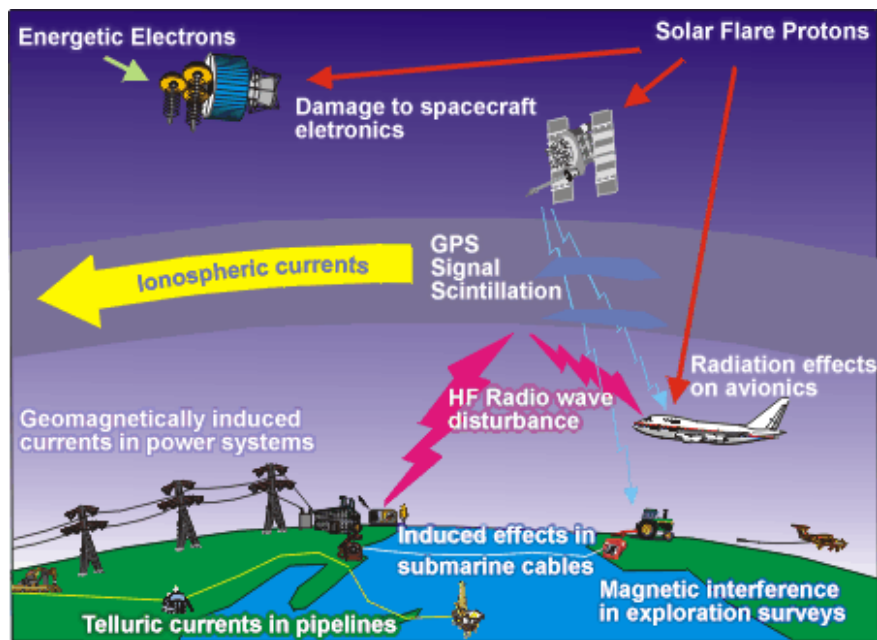 Energetic Electrons
Solar Flare Protons
Damage to spacecraft
eletronics
GPS
Signal
Scintillation
Ionospheric currents
Radiation effects
on avionics
HF Radio wave
disturbance
Geomagnetically induced
currents in power systems
Induced effects in
submarine cables
Magnetic interference
in exploration surveys
Telluric currents in pipelines